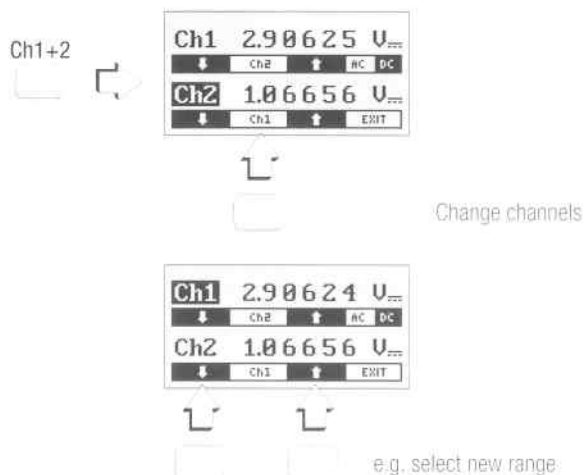 Ch1+2
Ch1 2.90625 V
⬇ Ch2 ⬆ AC DC
Ch2 1.06656 V
⬇ Ch1 ⬆ EXIT
Change channels
Ch1 2.90624 V
⬇ Ch2 ⬆ AC DC
Ch2 1.06656 V
⬇ Ch1 ⬆ EXIT
e.g. select new range